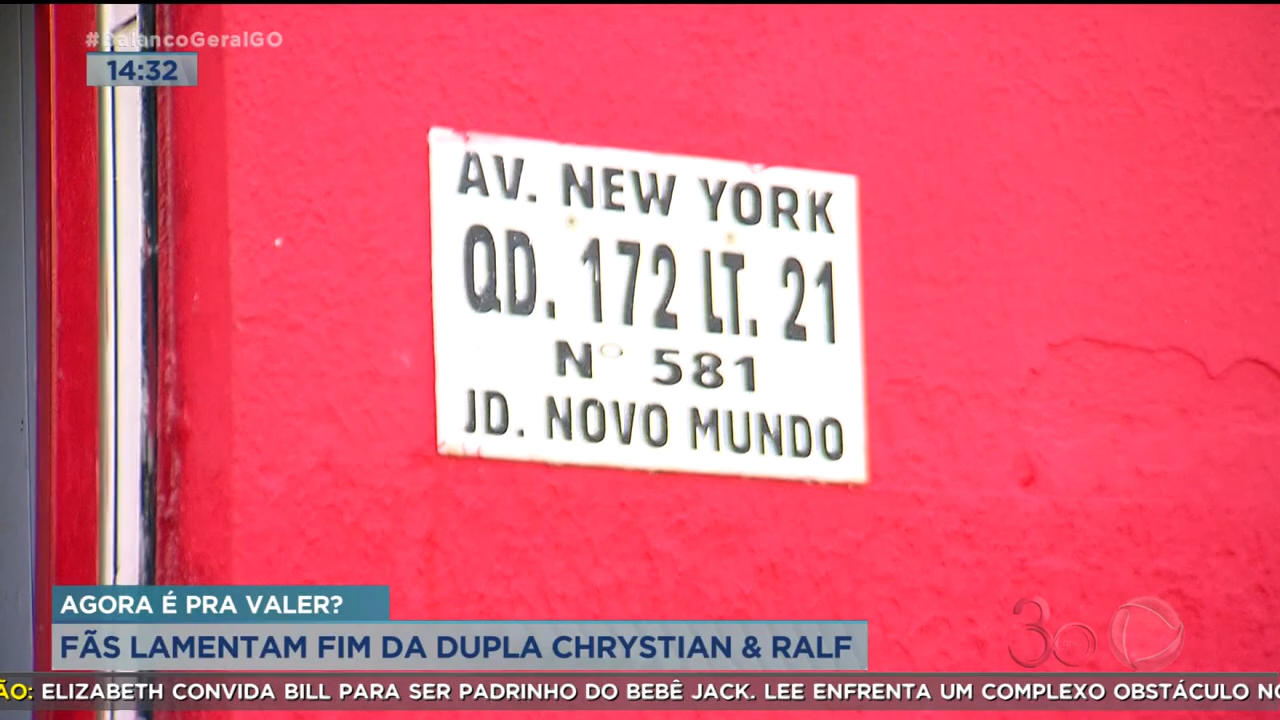 #BalancoGeralGO
14:32
AV. NEW YORK
QD. 172 LT. 21
Nº 581
JD. NOVO MUNDO
AGORA É PRA VALER?
FÃS LAMENTAM FIM DA DUPLA CHRYSTIAN & RALF
30
ÃO: ELIZABETH CONVIDA BILL PARA SER PADRINHO DO BEBÊ JACK. LEE ENFRENTA UM COMPLEXO OBSTÁCULO NO